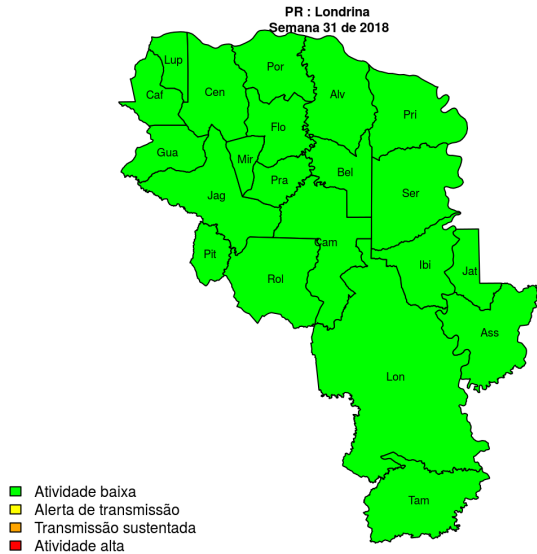 PR : Londrina
Semana 31 de 2018
Lup
Por
Caf
Cen
Alv
Pri
Flo
Gua
Mir
Bel
Pra
Ser
Jag
Cam
Pit
Ibi
Jat
Rol
Ass
Lon
Tam
Atividade baixa
Alerta de transmissão
Transmissão sustentada
Atividade alta